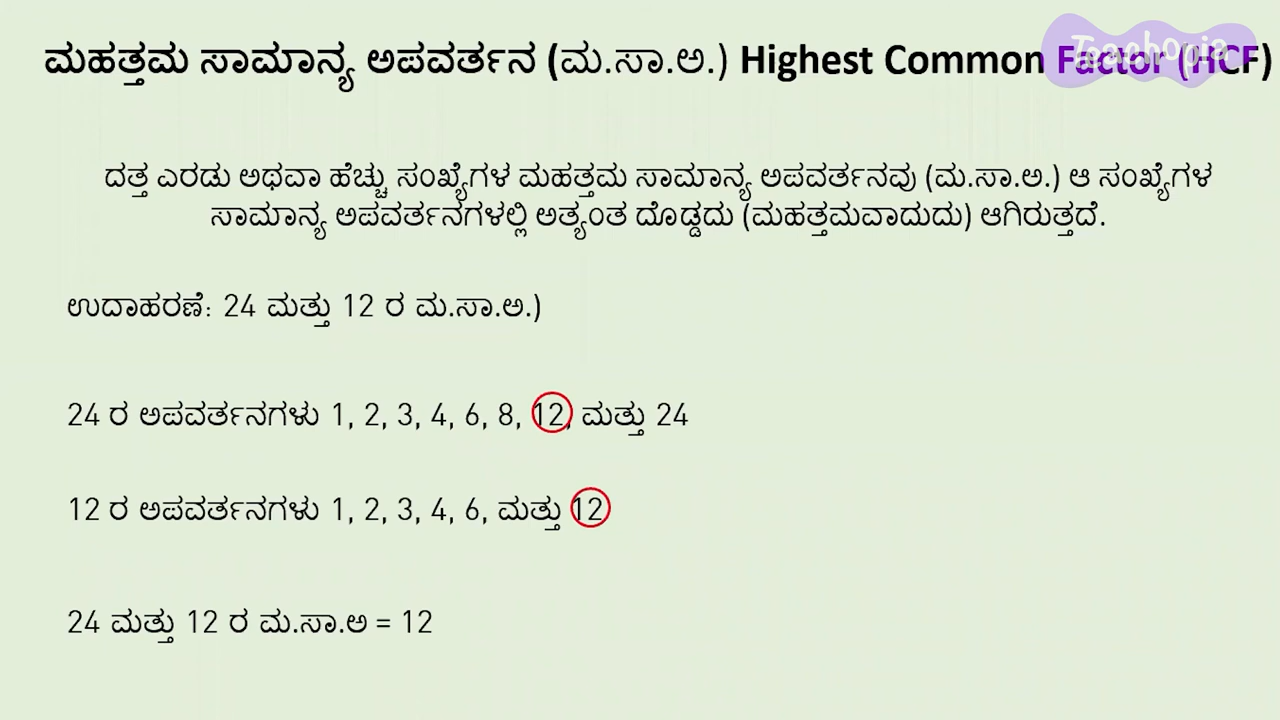 ಮಹತ್ತಮ ಸಾಮಾನ್ಯ ಅಪವರ್ತನ (ಮ.ಸಾ.ಅ.) Highest Common Factor (HCF)
Teachopia
ದತ್ತ ಎರಡು ಅಥವಾ ಹೆಚ್ಚು ಸಂಖ್ಯೆಗಳ ಮಹತ್ತಮ ಸಾಮಾನ್ಯ ಅಪವರ್ತನವು (ಮ.ಸಾ.ಅ.) ಆ ಸಂಖ್ಯೆಗಳ
ಸಾಮಾನ್ಯ ಅಪವರ್ತನಗಳಲ್ಲಿ ಅತ್ಯಂತ ದೊಡ್ಡದು (ಮಹತ್ತಮವಾದುದು) ಆಗಿರುತ್ತದೆ.
ಉದಾಹರಣೆ: 24 ಮತ್ತು 12 ರ ಮ.ಸಾ.ಅ.)
24 ರ ಅಪವರ್ತನಗಳು 1, 2, 3, 4, 6, 8, 12, ಮತ್ತು 24
12 ರ ಅಪವರ್ತನಗಳು 1, 2, 3, 4, 6, ಮತ್ತು 12
24 ಮತ್ತು 12 ರ ಮ.ಸಾ.ಅ = 12